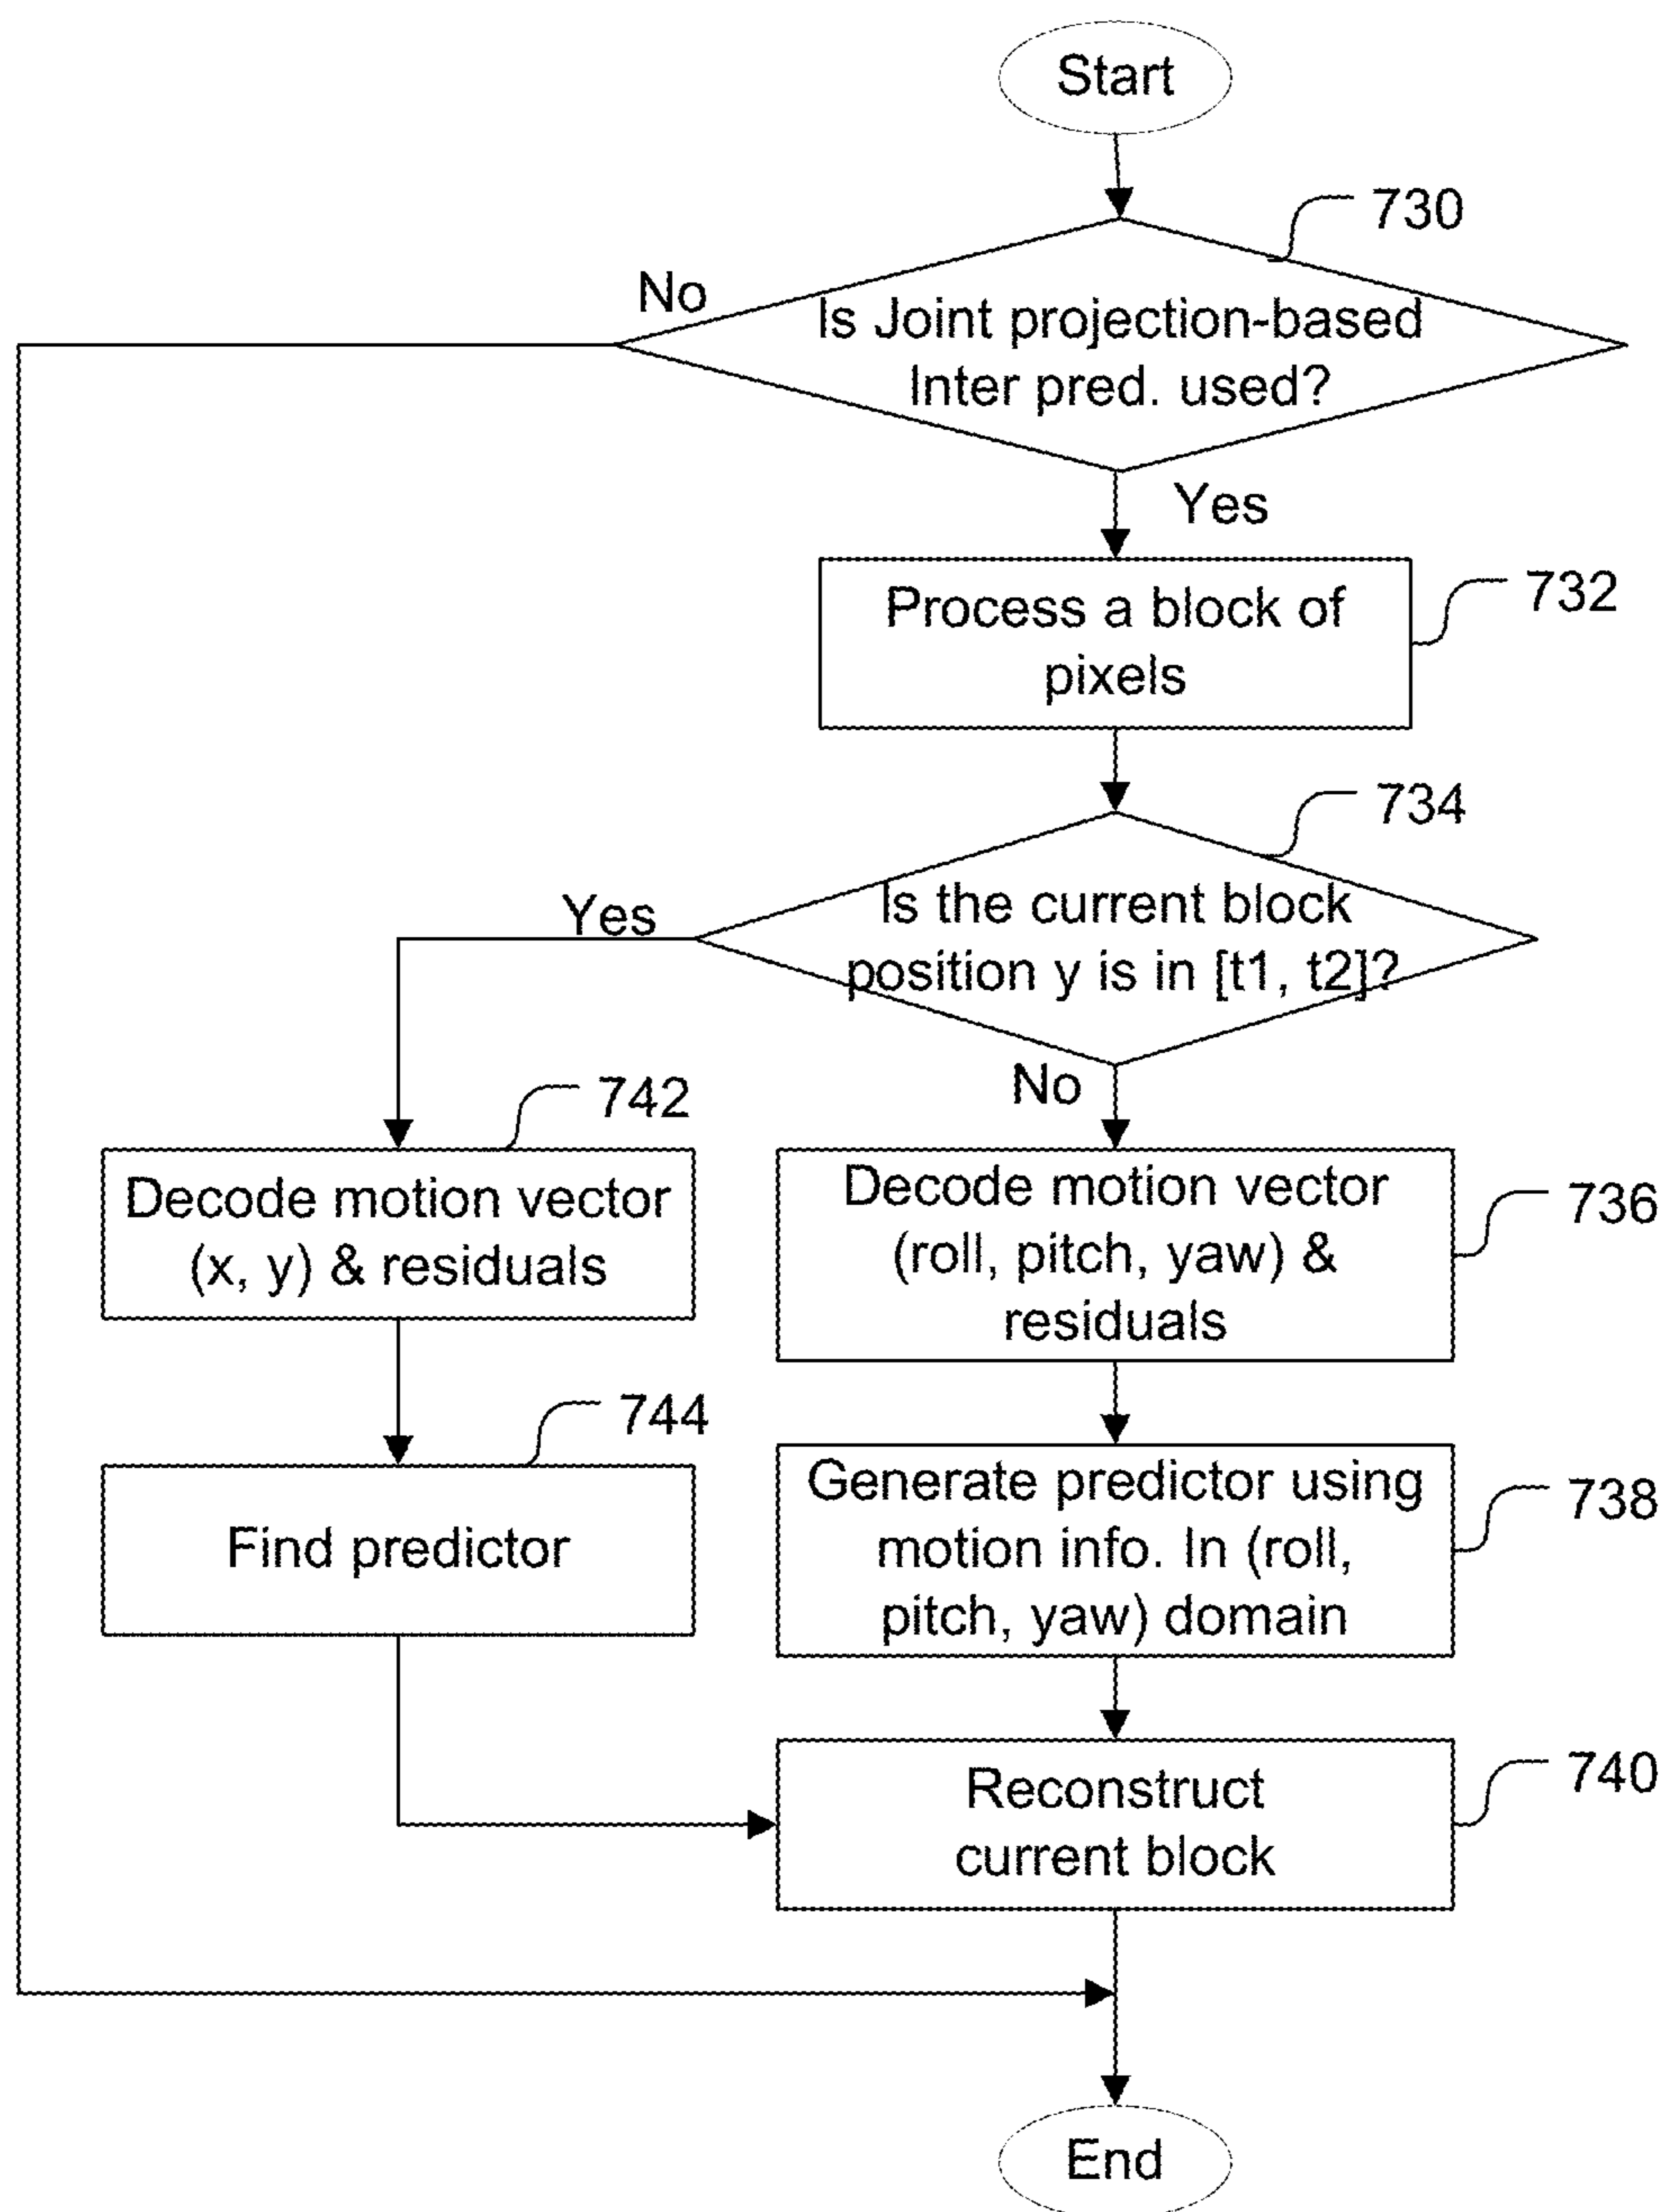 Start
730
No
Is Joint projection-based
Inter pred. used?
Yes
Process a block of
pixels
732
734
Yes
Is the current block
position y is in [t1, t2]?
No
742
Decode motion vector
(x, y) & residuals
Decode motion vector
(roll, pitch, yaw) &
residuals
736
744
Find predictor
Generate predictor using
motion info. In (roll,
pitch, yaw) domain
738
Reconstruct
current block
740
End